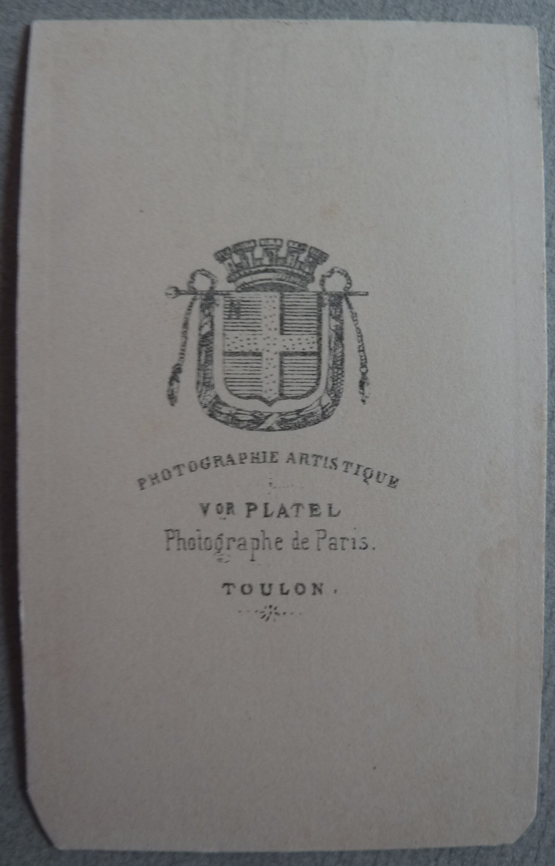 PHOTOGRAPHIE ARTISTIQUE
VOR PLATEL
Photographe de Paris.
TOULON.